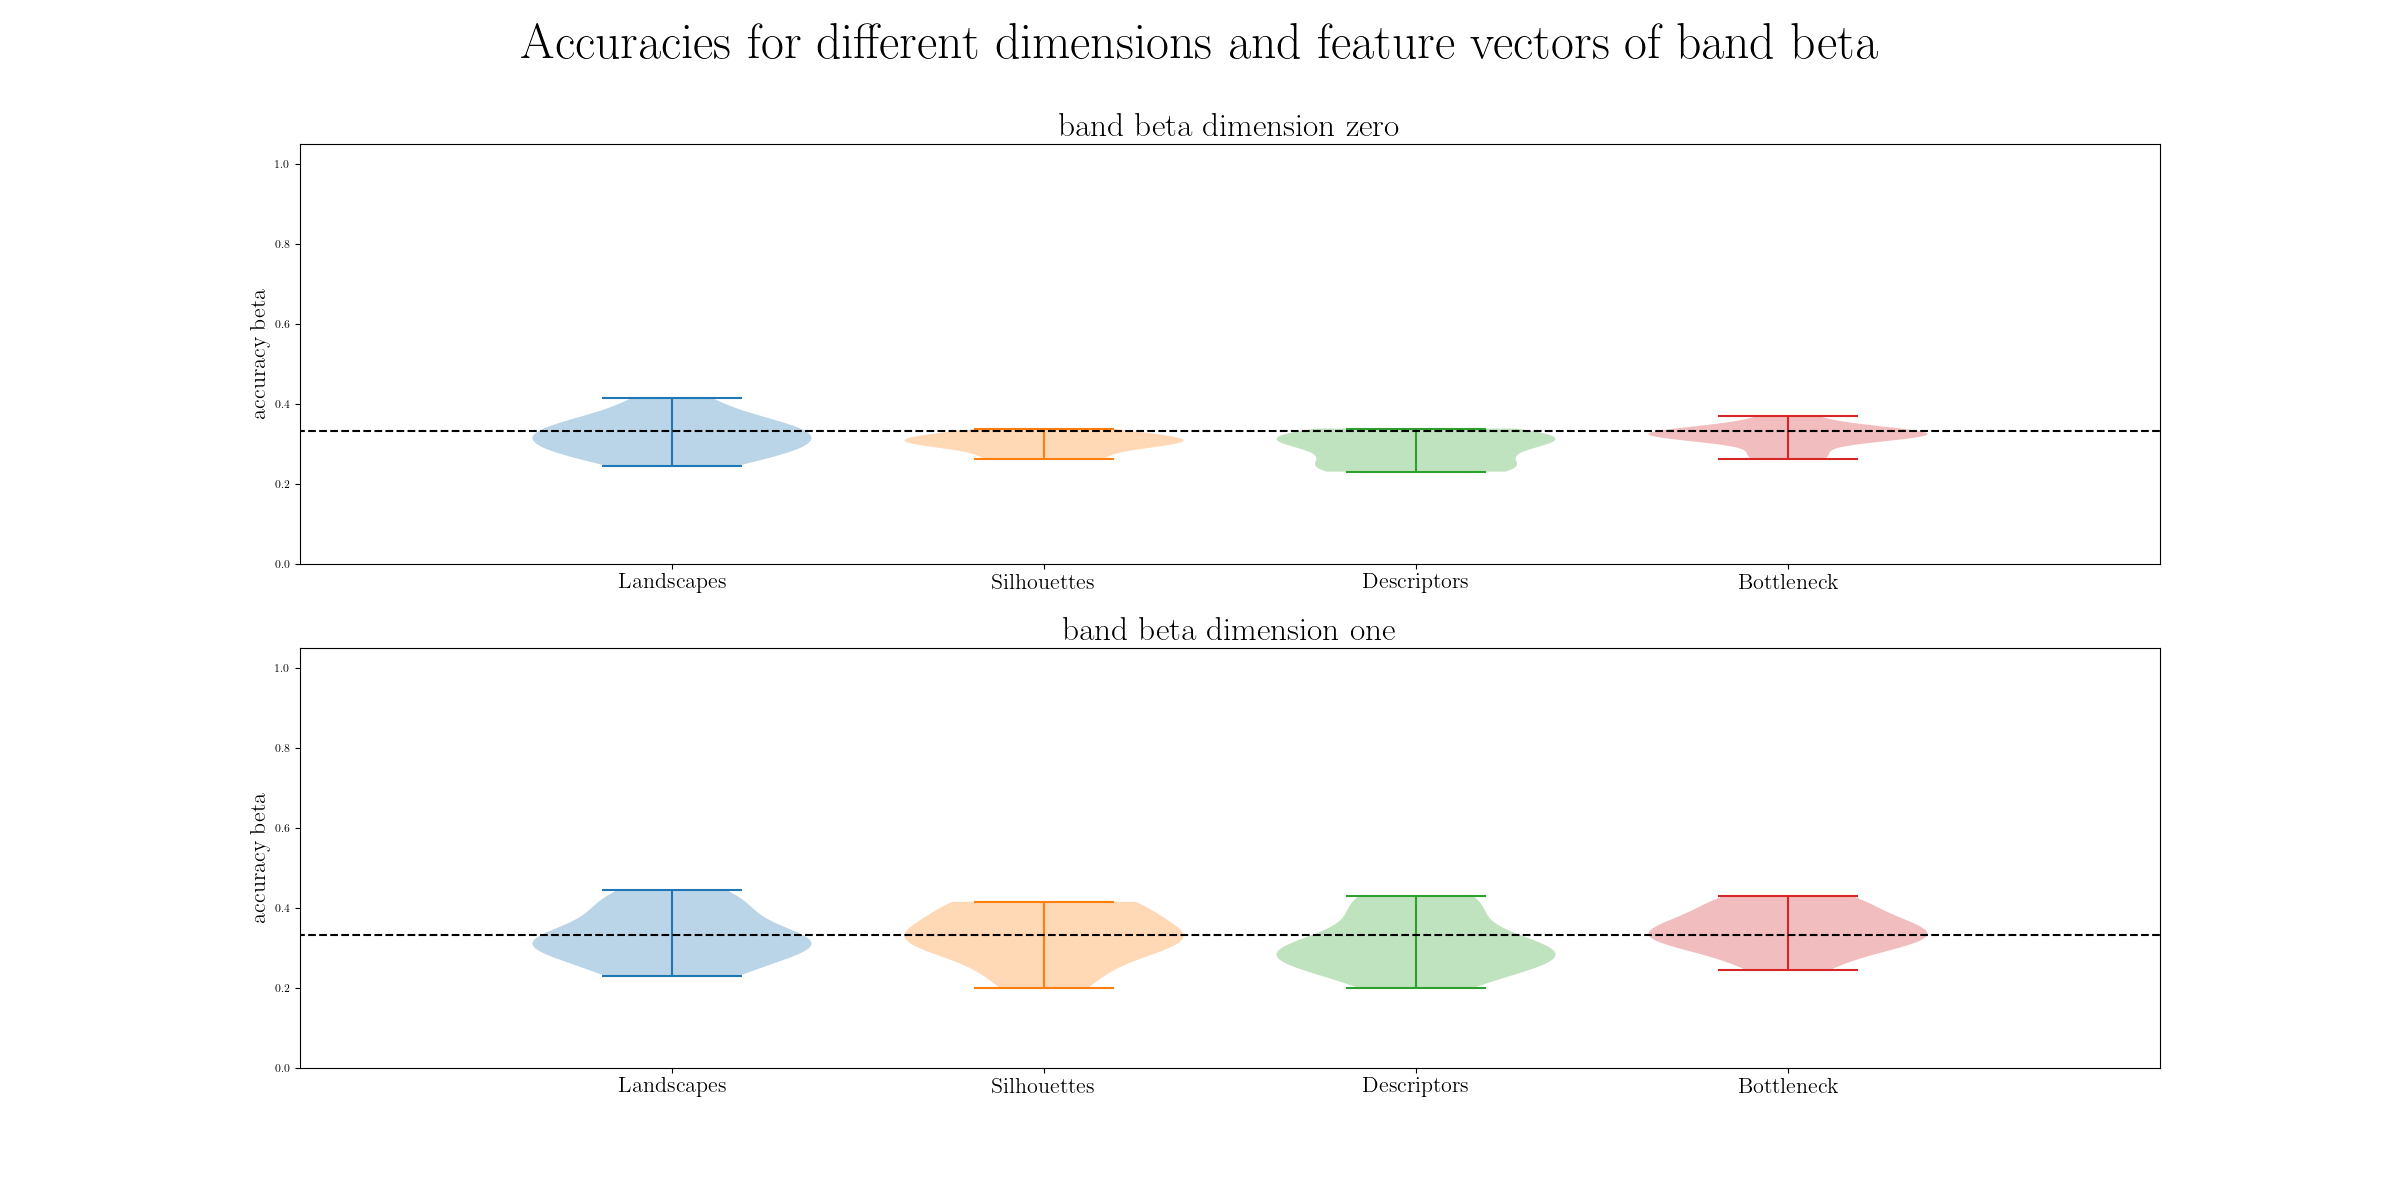 Accuracies for different dimensions and feature vectors of band beta
band beta dimension zero
1.0
0.8
0.6
0.4
0.2
0.0
accuracy beta
Landscapes Silhouettes Descriptors Bottleneck
band beta dimension one
1.0
0.8
0.6
0.4
0.2
0.0
accuracy beta
Landscapes Silhouettes Descriptors Bottleneck